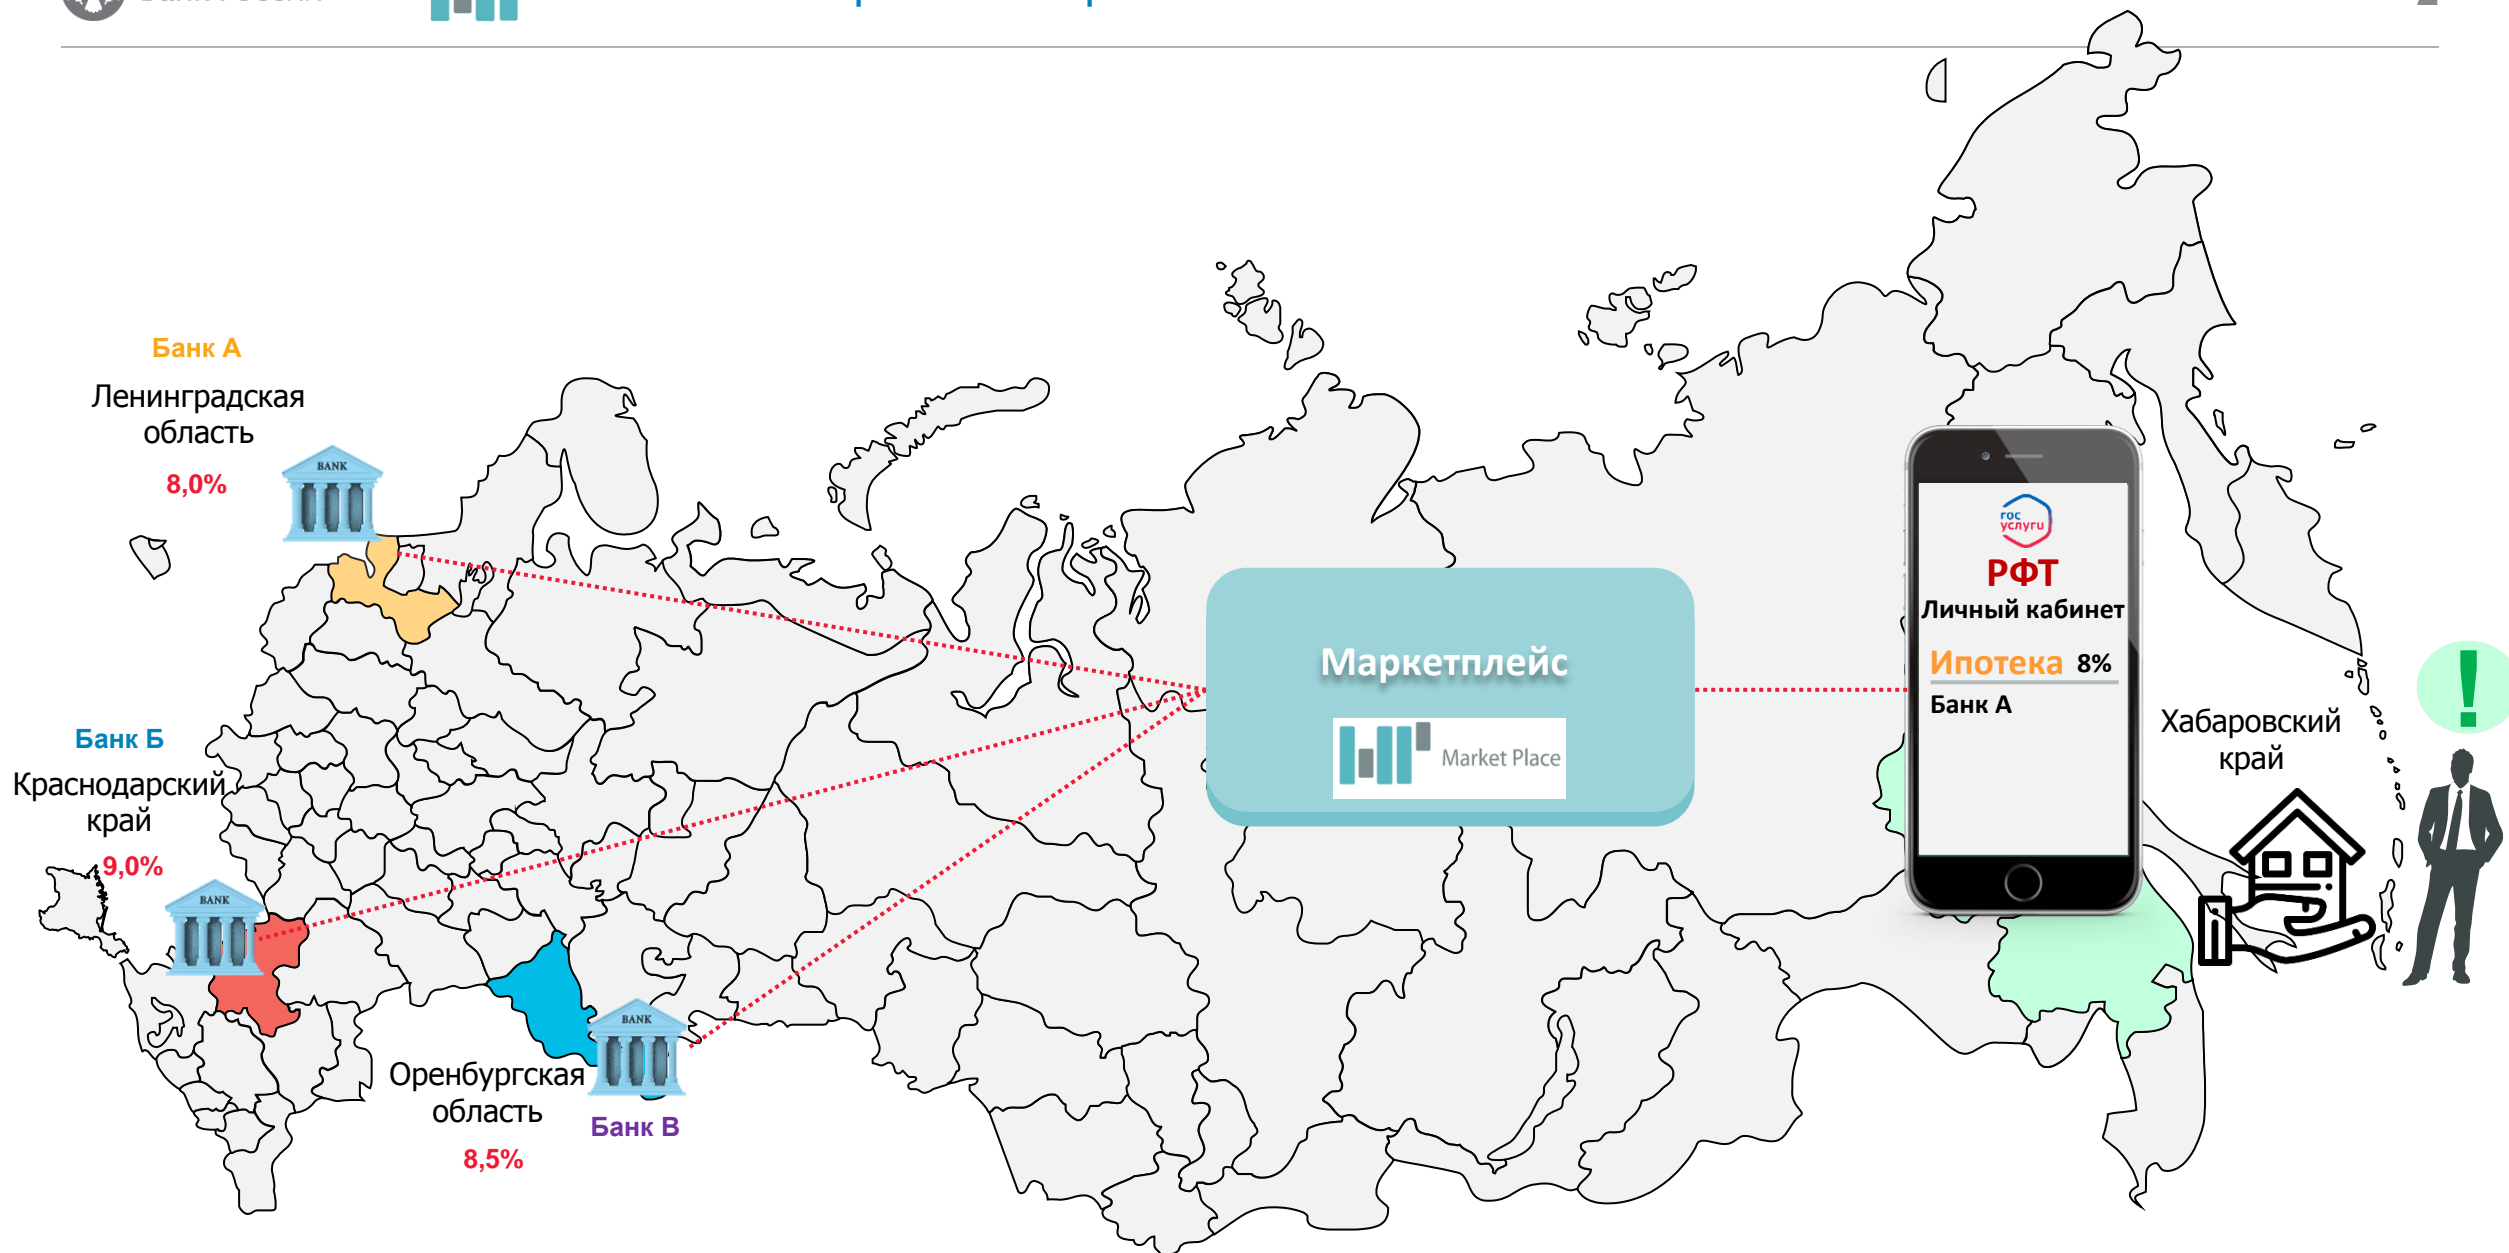 Банк А
Ленинградская
область
8,0%
BANK
Банк Б
Краснодарский
край
9,0%
BANK
Оренбургская
область
8,5%
BANK
Банк В
Маркетплейс
Market Place
гос
услуги
РФТ
Личный кабинет
Ипотека 8%
Банк А
Хабаровский
край
!